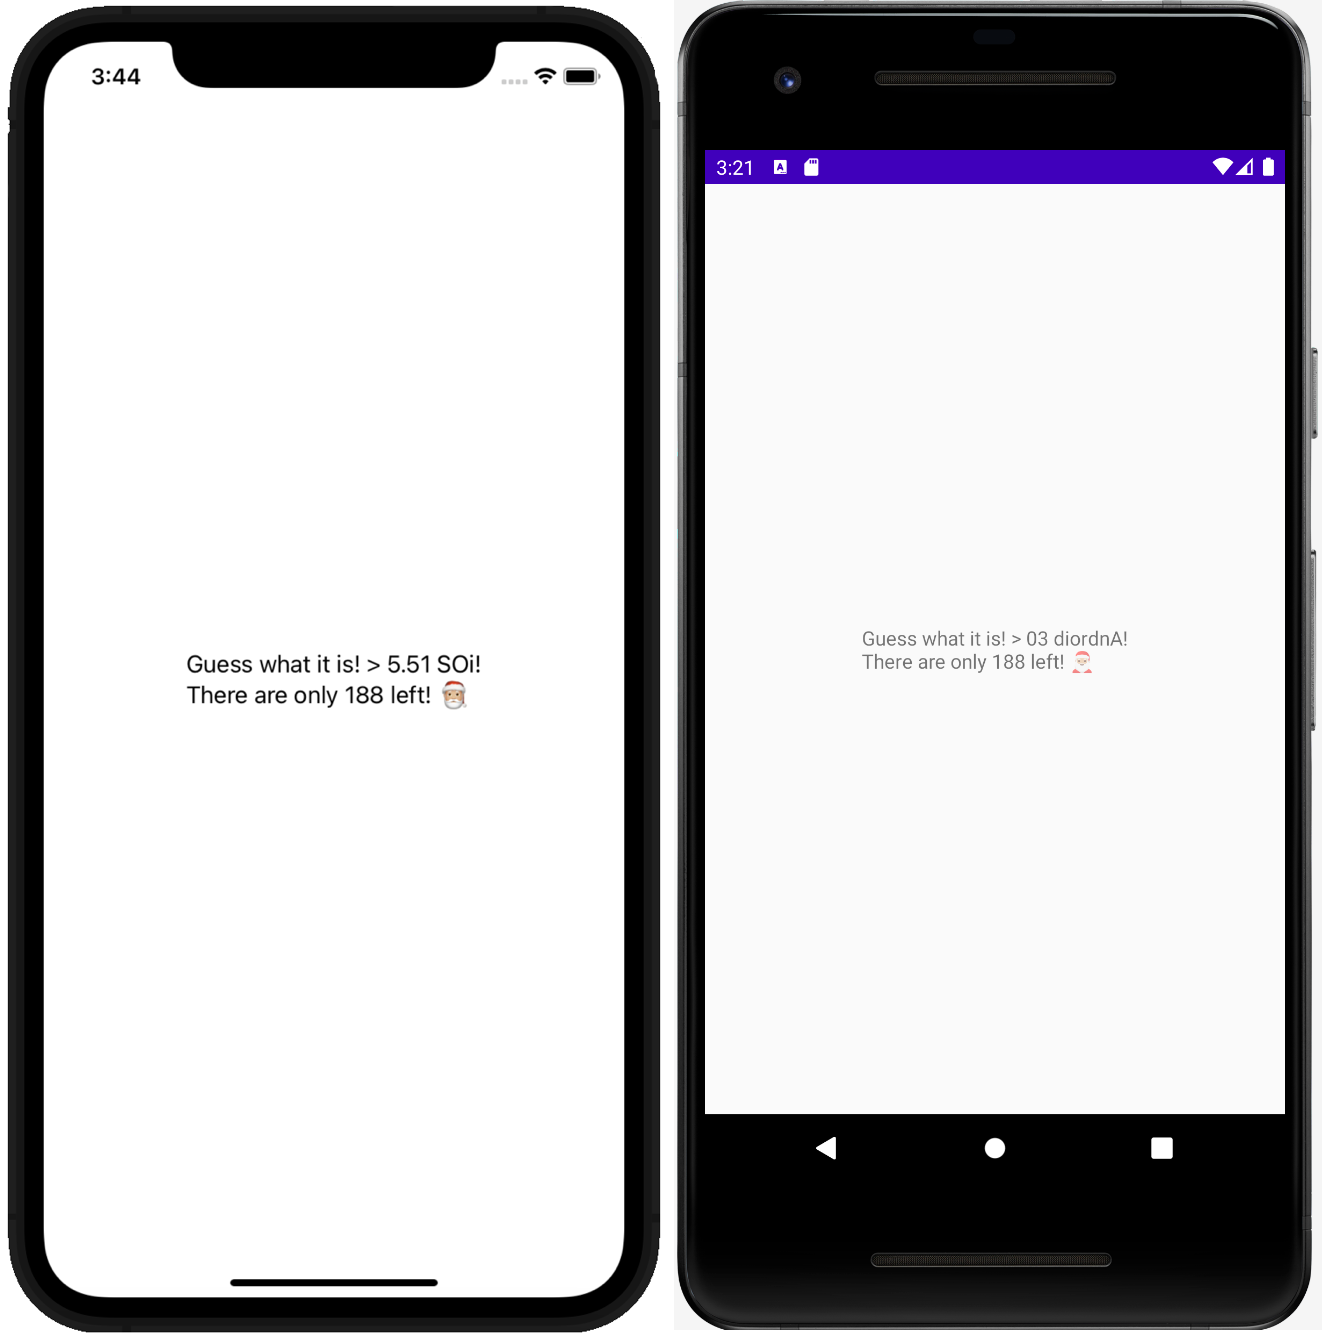 3:44
Guess what it is! > 5.51 SOi!
There are only 188 left! 🎅🏼
3:21
Guess what it is! > 03 diordnA!
There are only 188 left! 🎅🏻